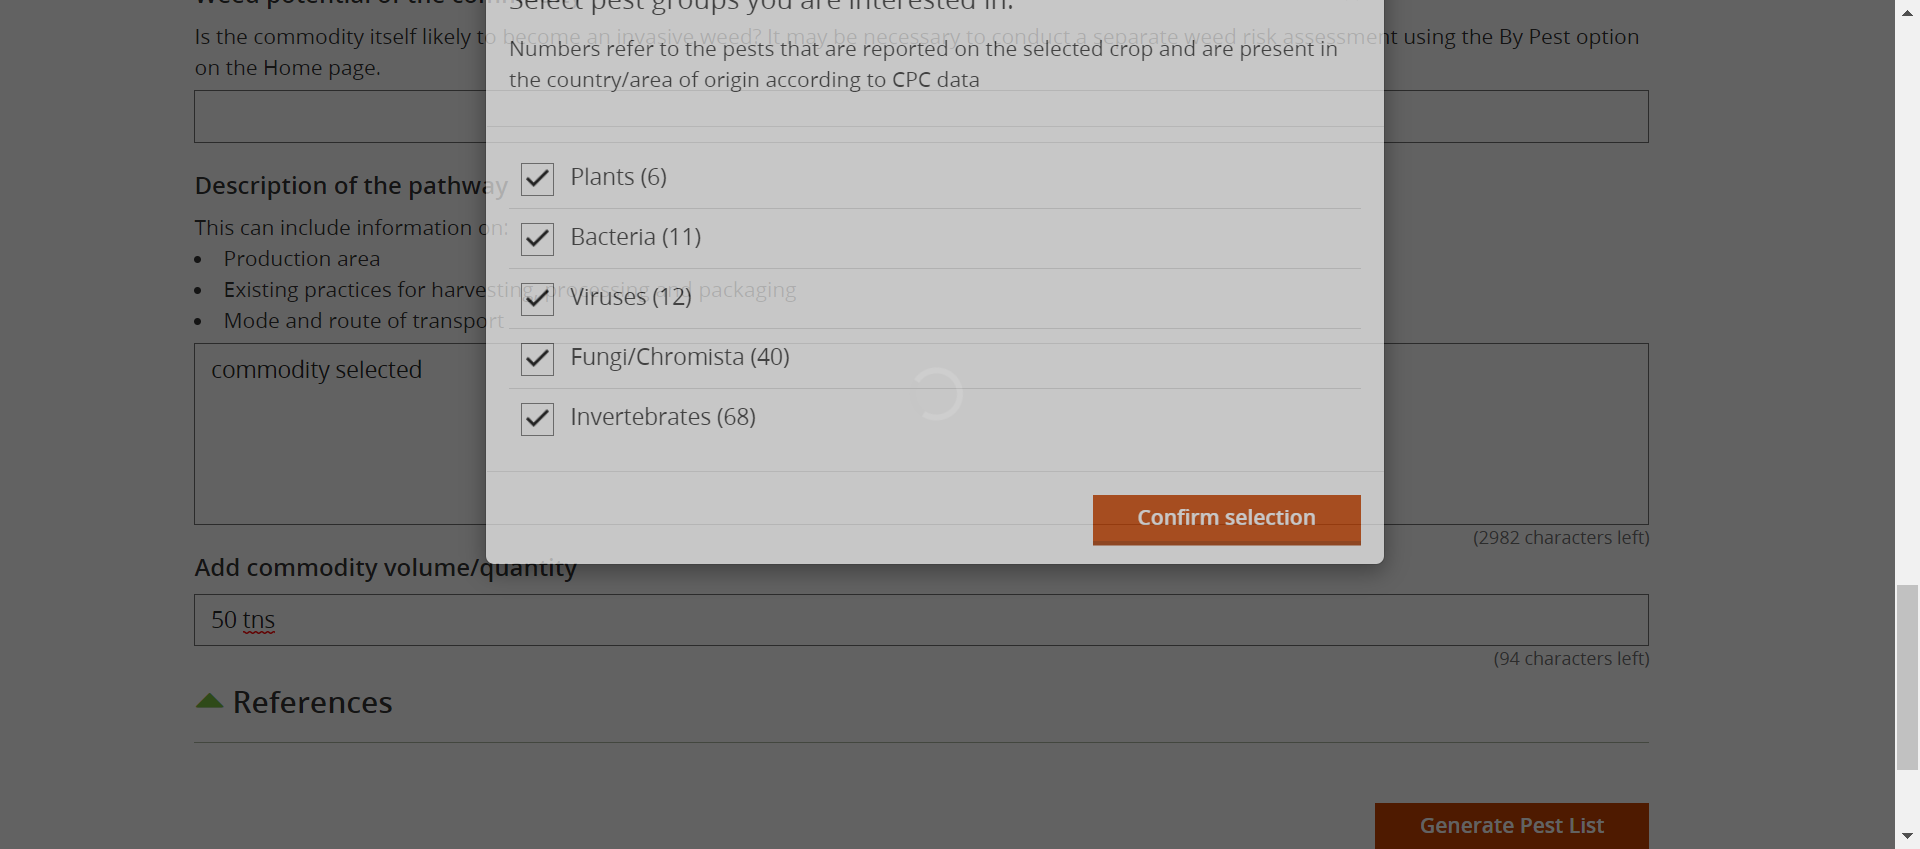 Weed potential of the com
Select pest groups you are interested in:
Is the commodity itself likely to become an invasive weed? It may be necessary to conduct a separate weed risk assessment using the By Pest option
on the Home page.
Numbers refer to the pests that are reported on the selected crop and are present in
the country/area of origin according to CPC data
Plants (6)
Bacteria (11)
Viruses (12)
Fungi/Chromista (40)
Invertebrates (68)
Confirm selection
Description of the pathway
This can include information on:
Production area
Existing practices for harvesting, processing and packaging
Mode and route of transport
commodity selected
(2982 characters left)
Add commodity volume/quantity
50 tns
(94 characters left)
References
Generate Pest List